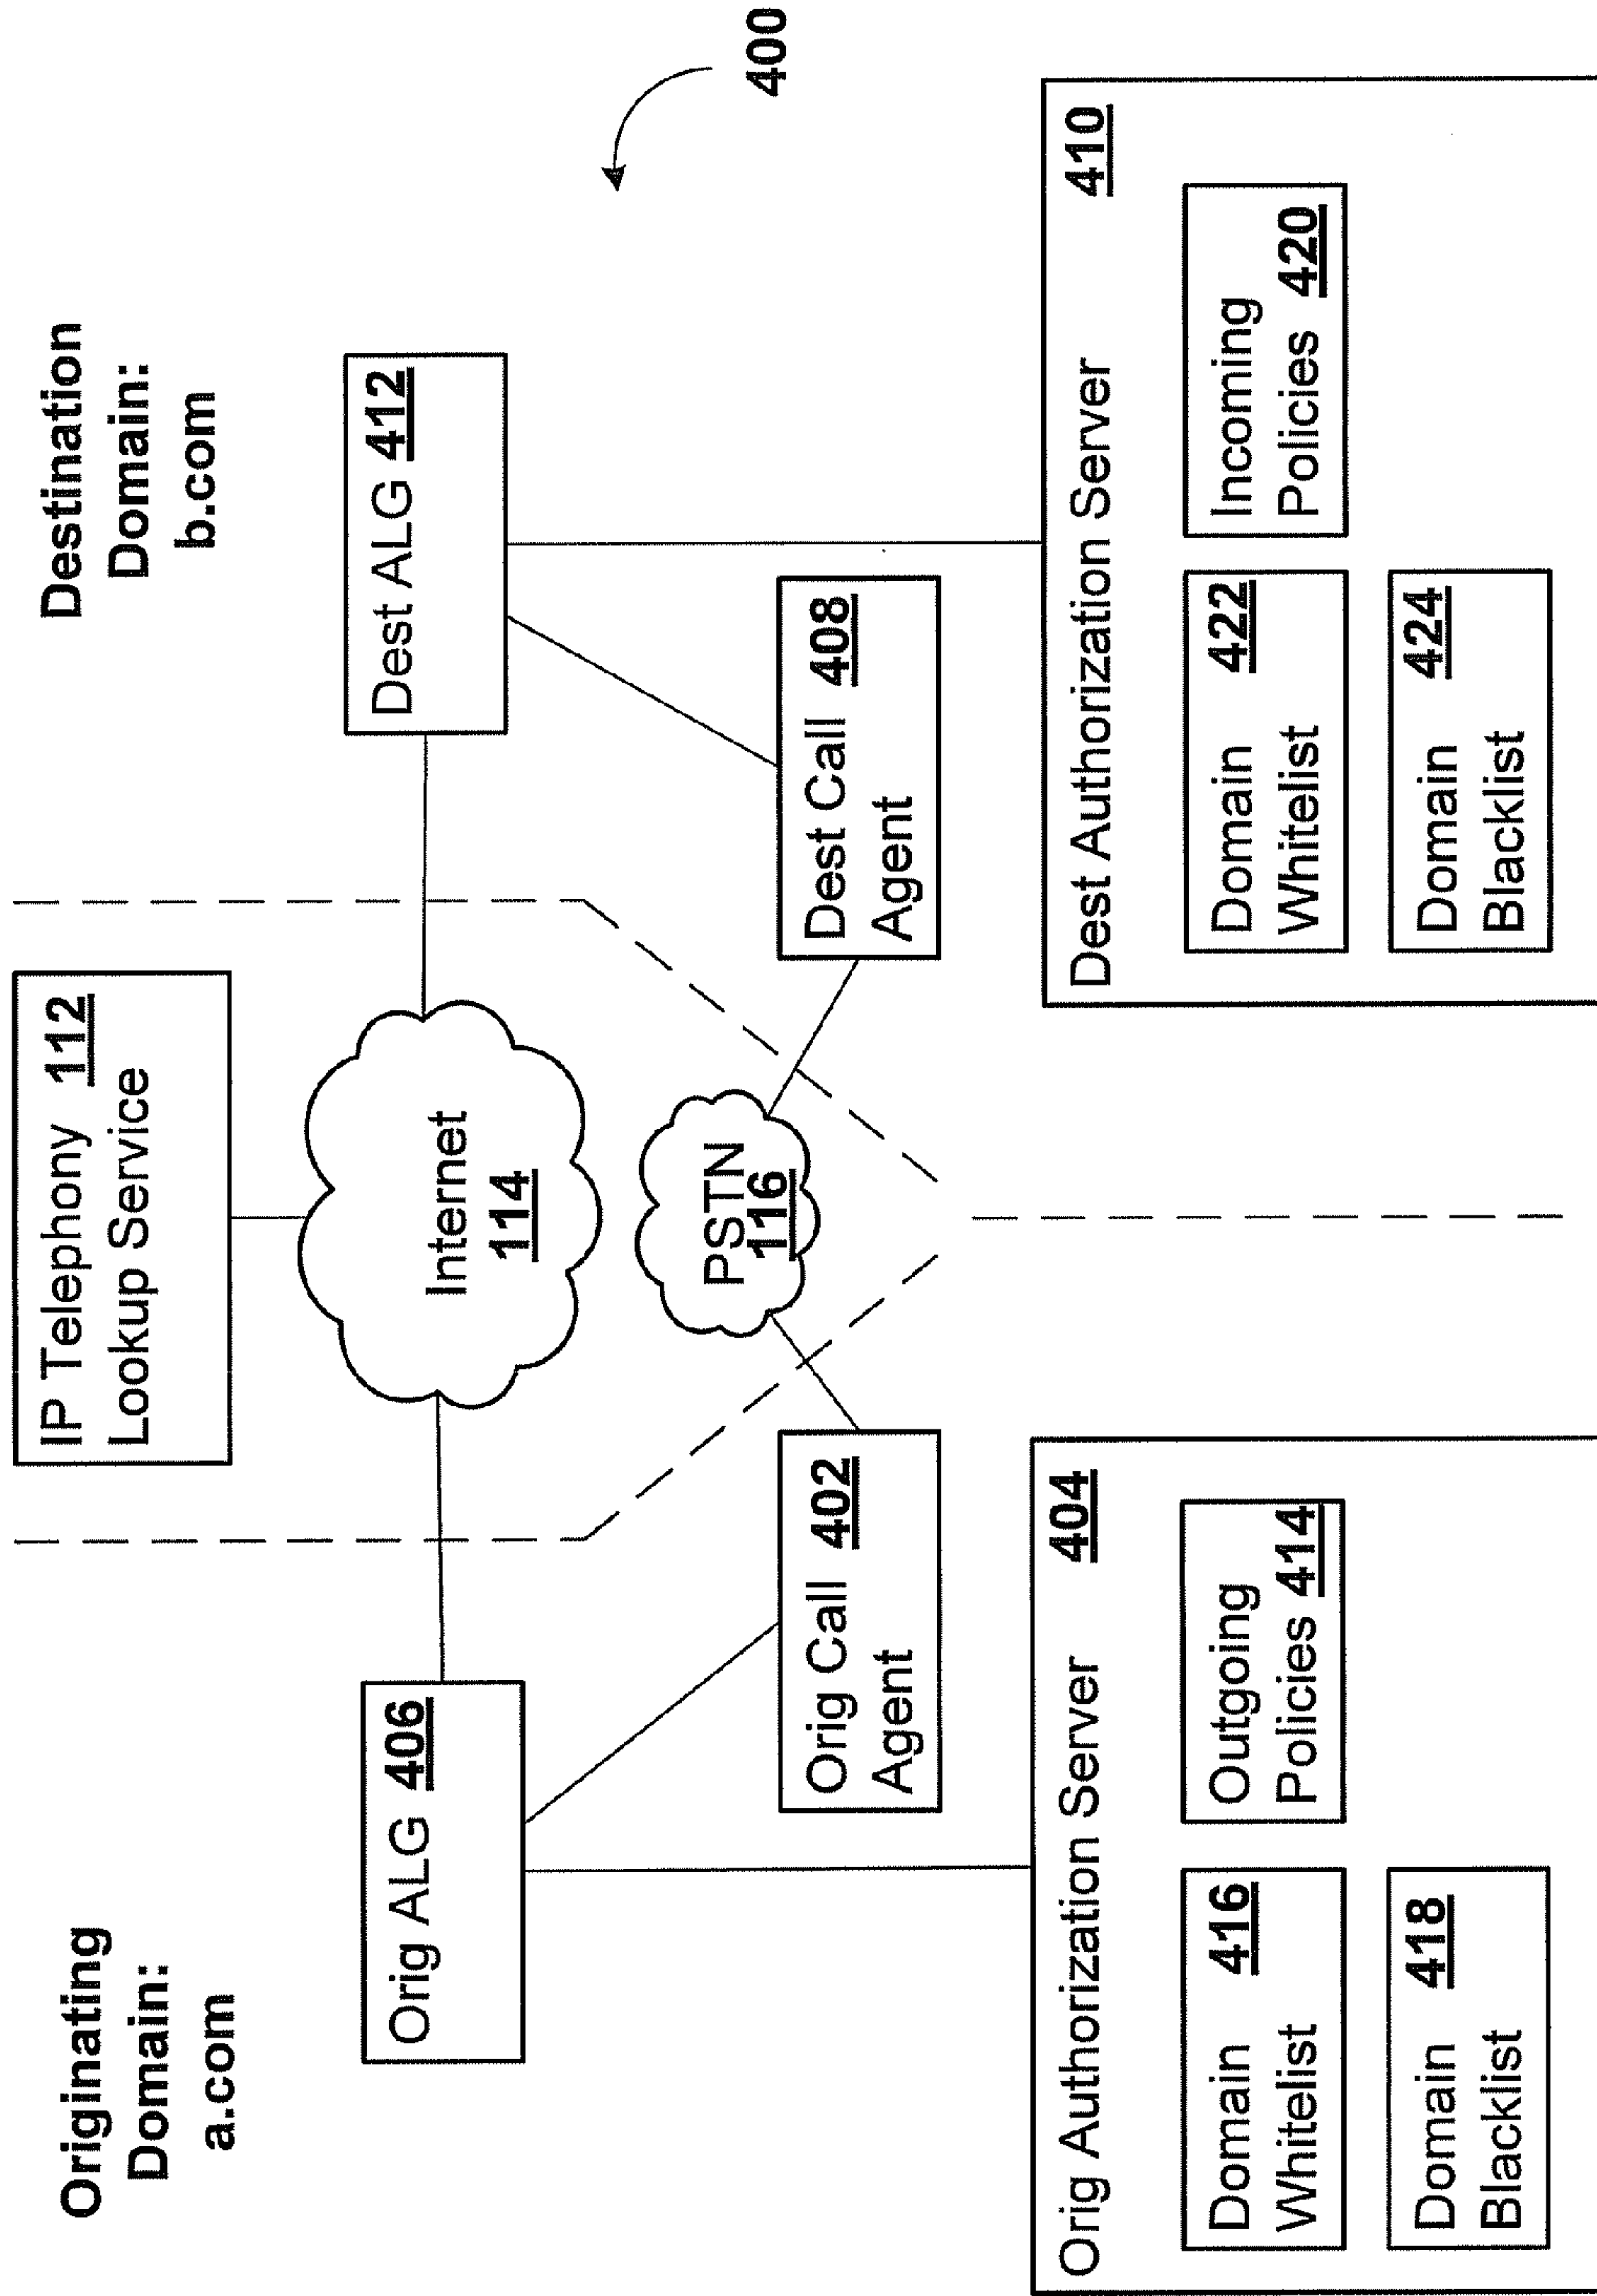 Originating
Domain:
a.com
IP Telephony 112
Lookup Service
Destination
Domain:
b.com
Orig ALG 406
Internet
114
Dest ALG 412
400
PSTN
116
Orig Call 402
Agent
Dest Call 408
Agent
Orig Authorization Server 404
Domain 416
Whitelist
Outgoing
Policies 414
Domain 418
Blacklist
Dest Authorization Server 410
Domain 422
Whitelist
Incoming
Policies 420
Domain 424
Blacklist